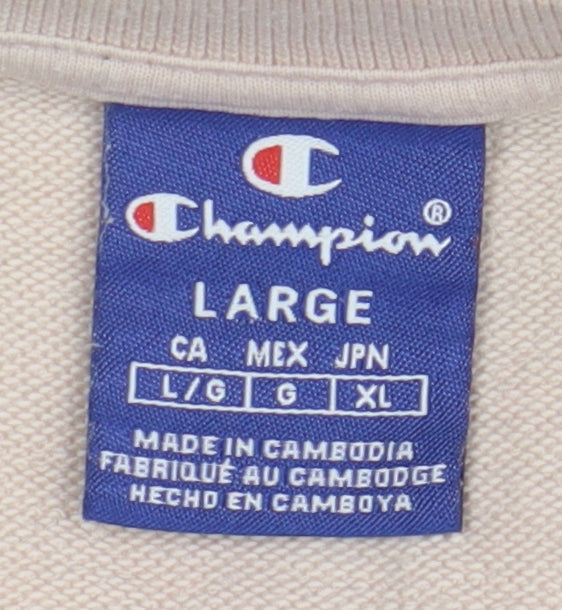 Champion®
LARGE
CA MEX JPN
L/G G XL
MADE IN CAMBODIA
FABRIQUÉ AU CAMBODGE
HECHO EN CAMBOYA